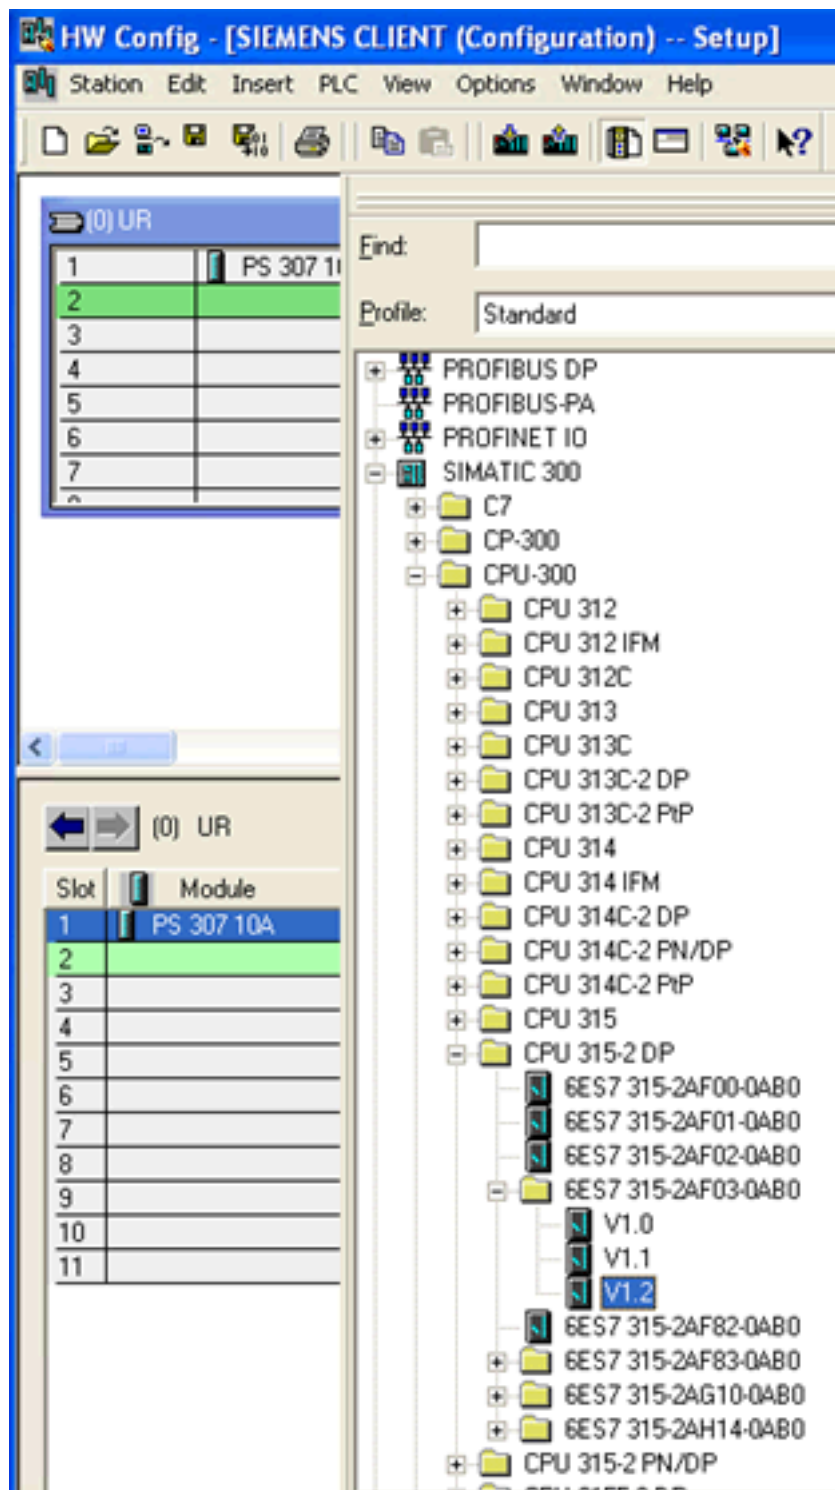 HW Config - [SIEMENS CLIENT (Configuration) -- Setup]
Station Edit Insert PLC View Options Window Help
(0) UR
1 PS 307 10
2
3
4
5
6
7
Find:
Profile: Standard
PROFIBUS DP
PROFIBUS-PA
PROFINET IO
SIMATIC 300
C7
CP-300
CPU-300
CPU 312
CPU 312 IFM
CPU 312C
CPU 313
CPU 313C
CPU 313C-2 DP
CPU 313C-2 PtP
CPU 314
CPU 314 IFM
CPU 314C-2 DP
CPU 314C-2 PN/DP
CPU 314C-2 PtP
CPU 315
CPU 315-2 DP
6ES7 315-2AF00-0AB0
6ES7 315-2AF01-0AB0
6ES7 315-2AF02-0AB0
6ES7 315-2AF03-0AB0
V1.0
V1.1
V1.2
6ES7 315-2AF82-0AB0
6ES7 315-2AF83-0AB0
6ES7 315-2AG10-0AB0
6ES7 315-2AH14-0AB0
CPU 315-2 PN/DP
(0) UR
Slot Module
1 PS 307 10A
2
3
4
5
6
7
8
9
10
11